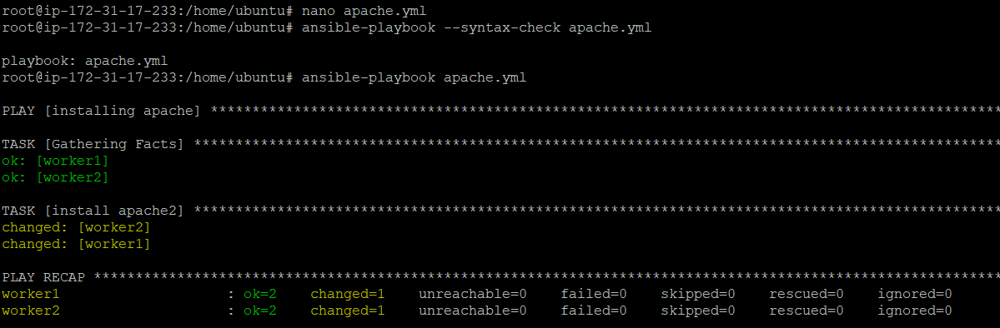 root@ip-172-31-17-233:/home/ubuntu# nano apache.yml
root@ip-172-31-17-233:/home/ubuntu# ansible-playbook --syntax-check apache.yml
playbook: apache.yml
root@ip-172-31-17-233:/home/ubuntu# ansible-playbook apache.yml
PLAY [installing apache] ***********************************************************************************************
TASK [Gathering Facts] *************************************************************************************************
ok: [worker1]
ok: [worker2]
TASK [install apache2] *************************************************************************************************
changed: [worker2]
changed: [worker1]
PLAY RECAP *************************************************************************************************************
worker1                    : ok=2    changed=1    unreachable=0    failed=0    skipped=0    rescued=0    ignored=0
worker2                    : ok=2    changed=1    unreachable=0    failed=0    skipped=0    rescued=0    ignored=0